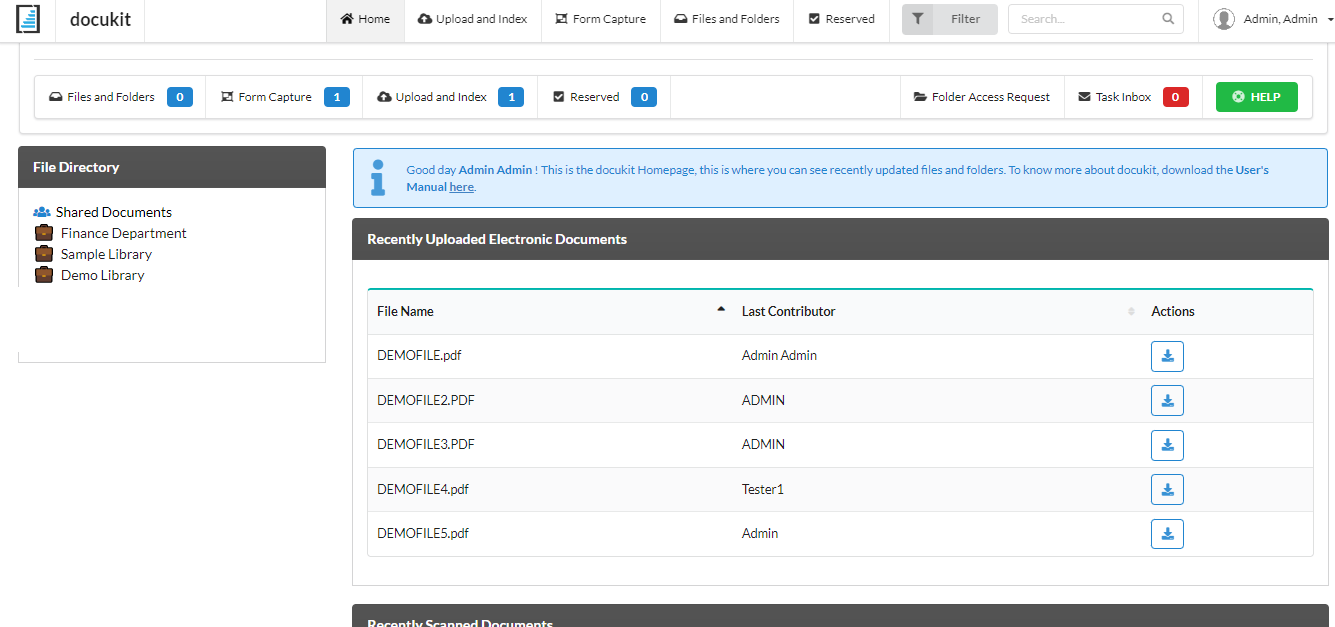 docukit Home Upload and Index Form Capture Files and Folders Reserved Filter Search... Admin, Admin
Files and Folders 0 Form Capture 1 Upload and Index 1 Reserved 0 Folder Access Request Task Inbox 0 HELP
File Directory
Shared Documents
Finance Department
Sample Library
Demo Library
Good day Admin Admin ! This is the docukit Homepage, this is where you can see recently updated files and folders. To know more about docukit, download the User's
Manual here.
Recently Uploaded Electronic Documents
File Name Last Contributor Actions
DEMOFILE.pdf Admin Admin
DEMOFILE2.PDF ADMIN
DEMOFILE3.PDF ADMIN
DEMOFILE4.pdf Tester1
DEMOFILE5.pdf Admin
Recently Scanned Documents